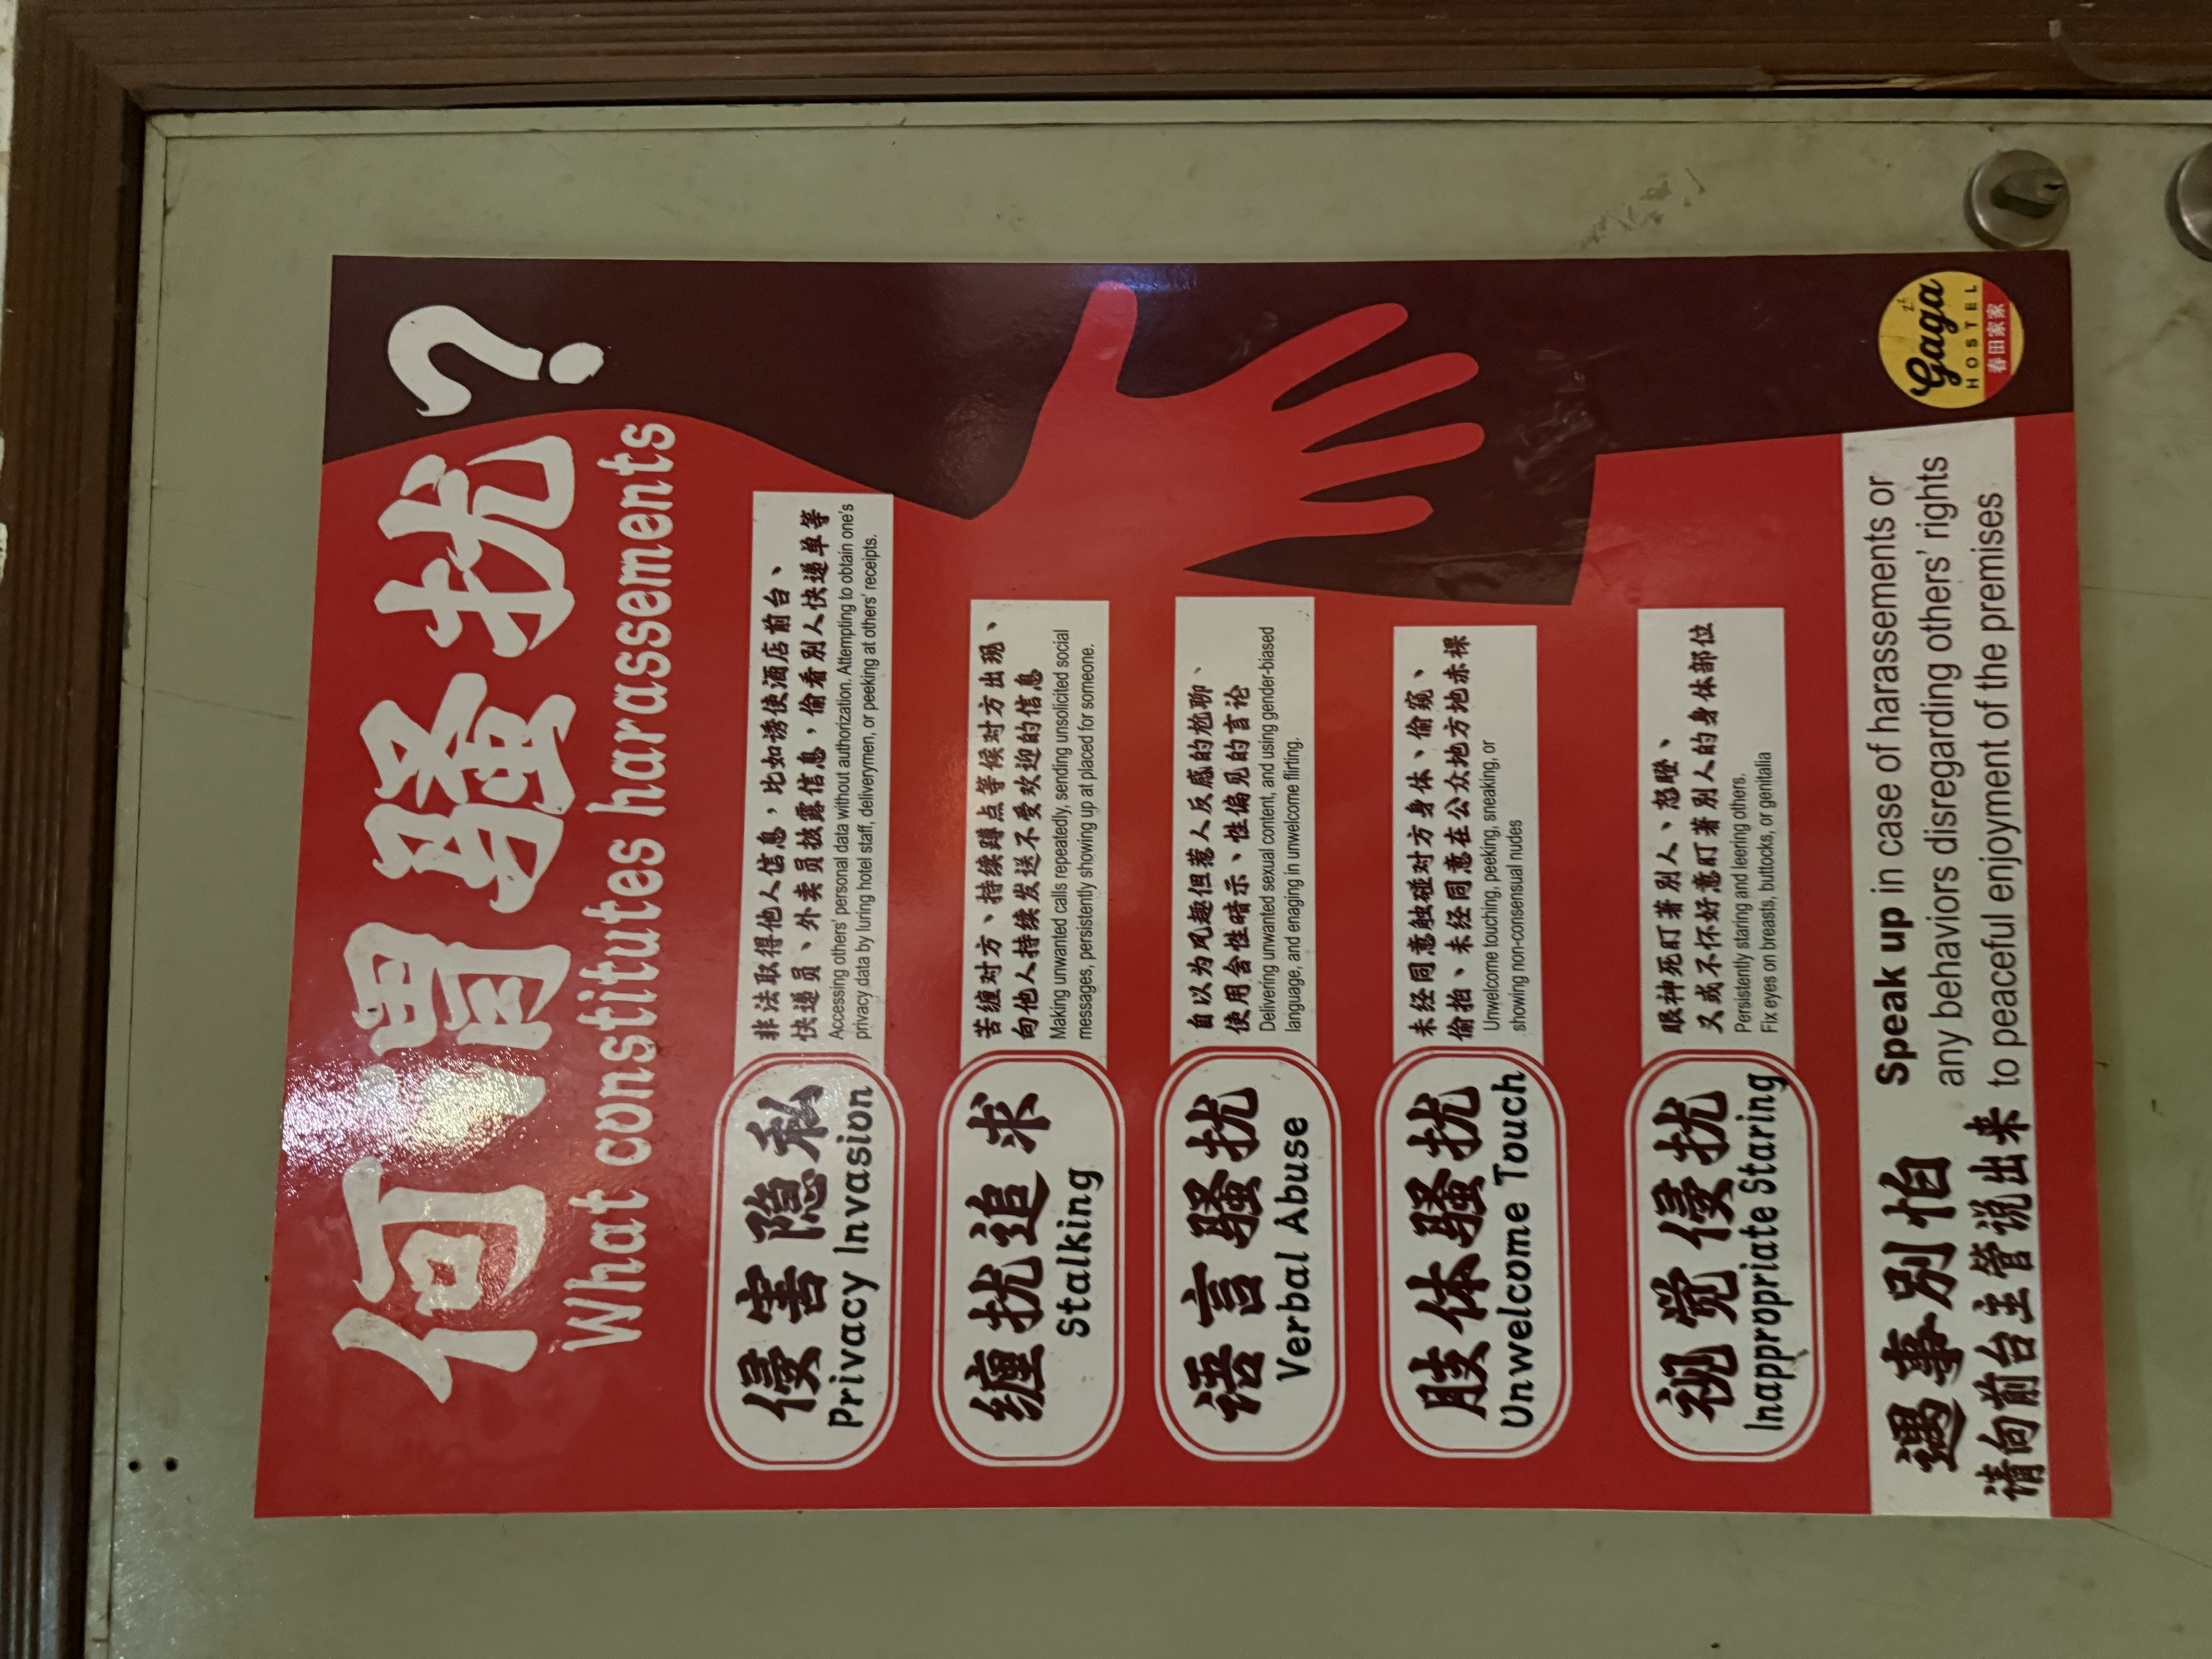 何謂騷扰?
What constitutes harassements
侵害隐私
Privacy Invasion
非法取得他人信息，比如诱使酒店前台、
快递员、外卖员披露信息，偷看別人快递单等
Accessing others' personal data without authorization. Attempting to obtain one's
privacy data by luring hotel staff, deliverymen, or peeking at others' receipts.
缠扰追求
Stalking
苦缠对方、持续蹲点等候对方出现、
向他人持续发送不受欢迎的信息
Making unwanted calls repeatedly, sending unsolicited social
messages, persistently showing up at placed for someone.
语言骚扰
Verbal Abuse
自以为风趣但惹人反感的尬聊、
使用含性暗示、性偏见的言论
Delivering unwanted sexual content, and using gender-biased
language, and enaging in unwelcome flirting.
肢体骚扰
Unwelcome Touch
未经同意触碰对方身体、偷窥、
偷拍、未经同意在公众地方地赤裸
Unwelcome touching, peeking, sneaking, or
showing non-consensual nudes
视觉侵扰
Inappropriate Staring
眼神死盯著別人、怒瞪、
又或不怀好意盯著別人的身体部位
Persistently staring and leering others.
Fix eyes on breasts, buttocks, or genitalia
遇事別怕
请向前台主管说出来
Speak up in case of harassements or
any behaviors disregarding others' rights
to peaceful enjoyment of the premises
Gaga
HOSTEL
春田家家